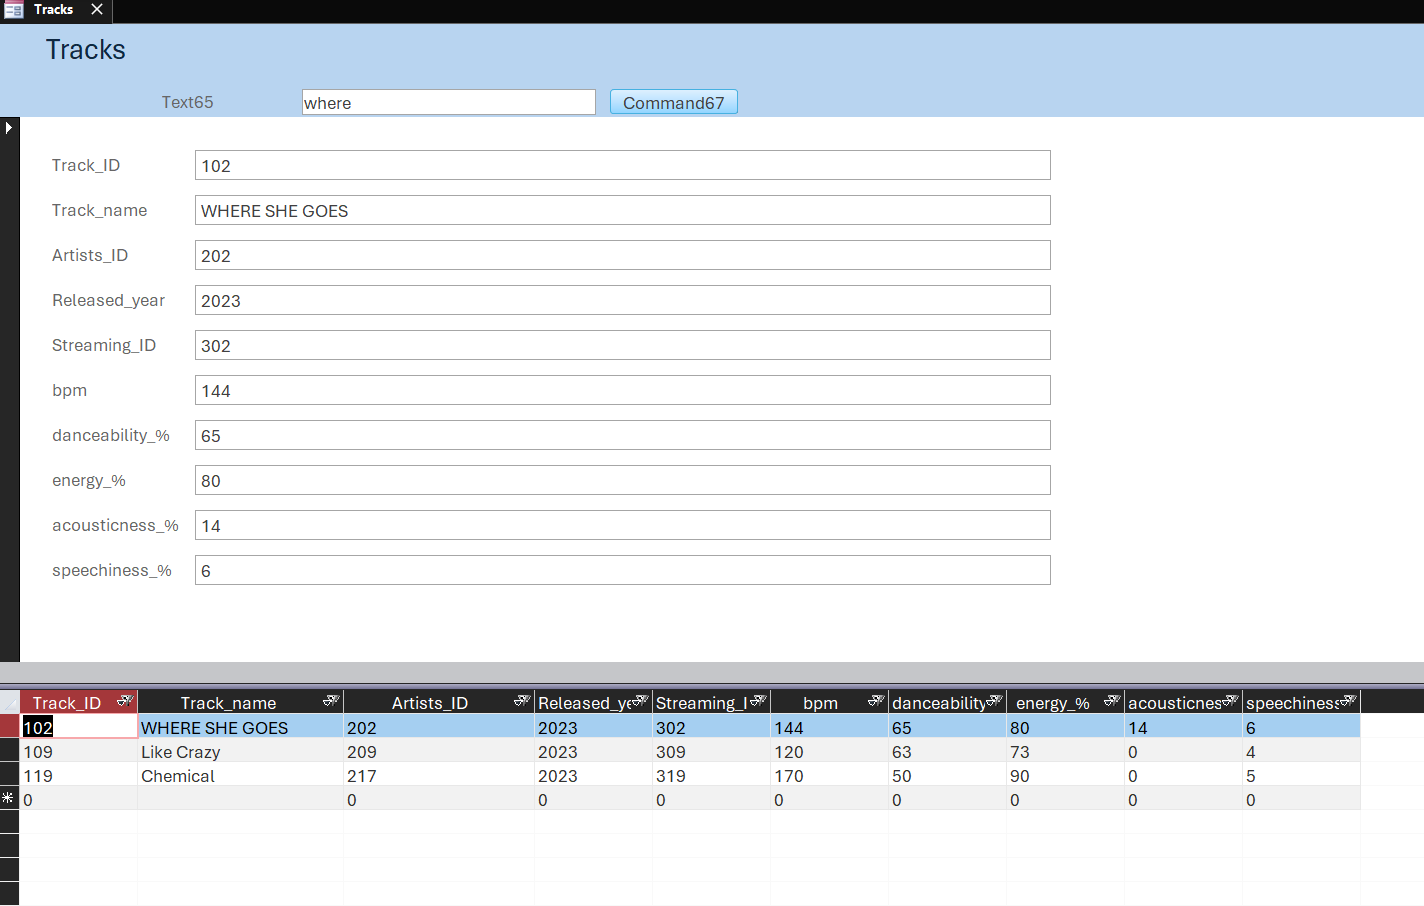 Tracks
Tracks
Text65 where Command67
Track_ID 102
Track_name WHERE SHE GOES
Artists_ID 202
Released_year 2023
Streaming_ID 302
bpm 144
danceability_% 65
energy_% 80
acousticness_% 14
speechiness_% 6
Track_ID Track_name Artists_ID Released_ye Streaming_I bpm danceability energy_% acousticnes speechines
102 WHERE SHE GOES 202 2023 302 144 65 80 14 6
109 Like Crazy 209 2023 309 120 63 73 0 4
119 Chemical 217 2023 319 170 50 90 0 5
0 0 0 0 0 0 0 0 0